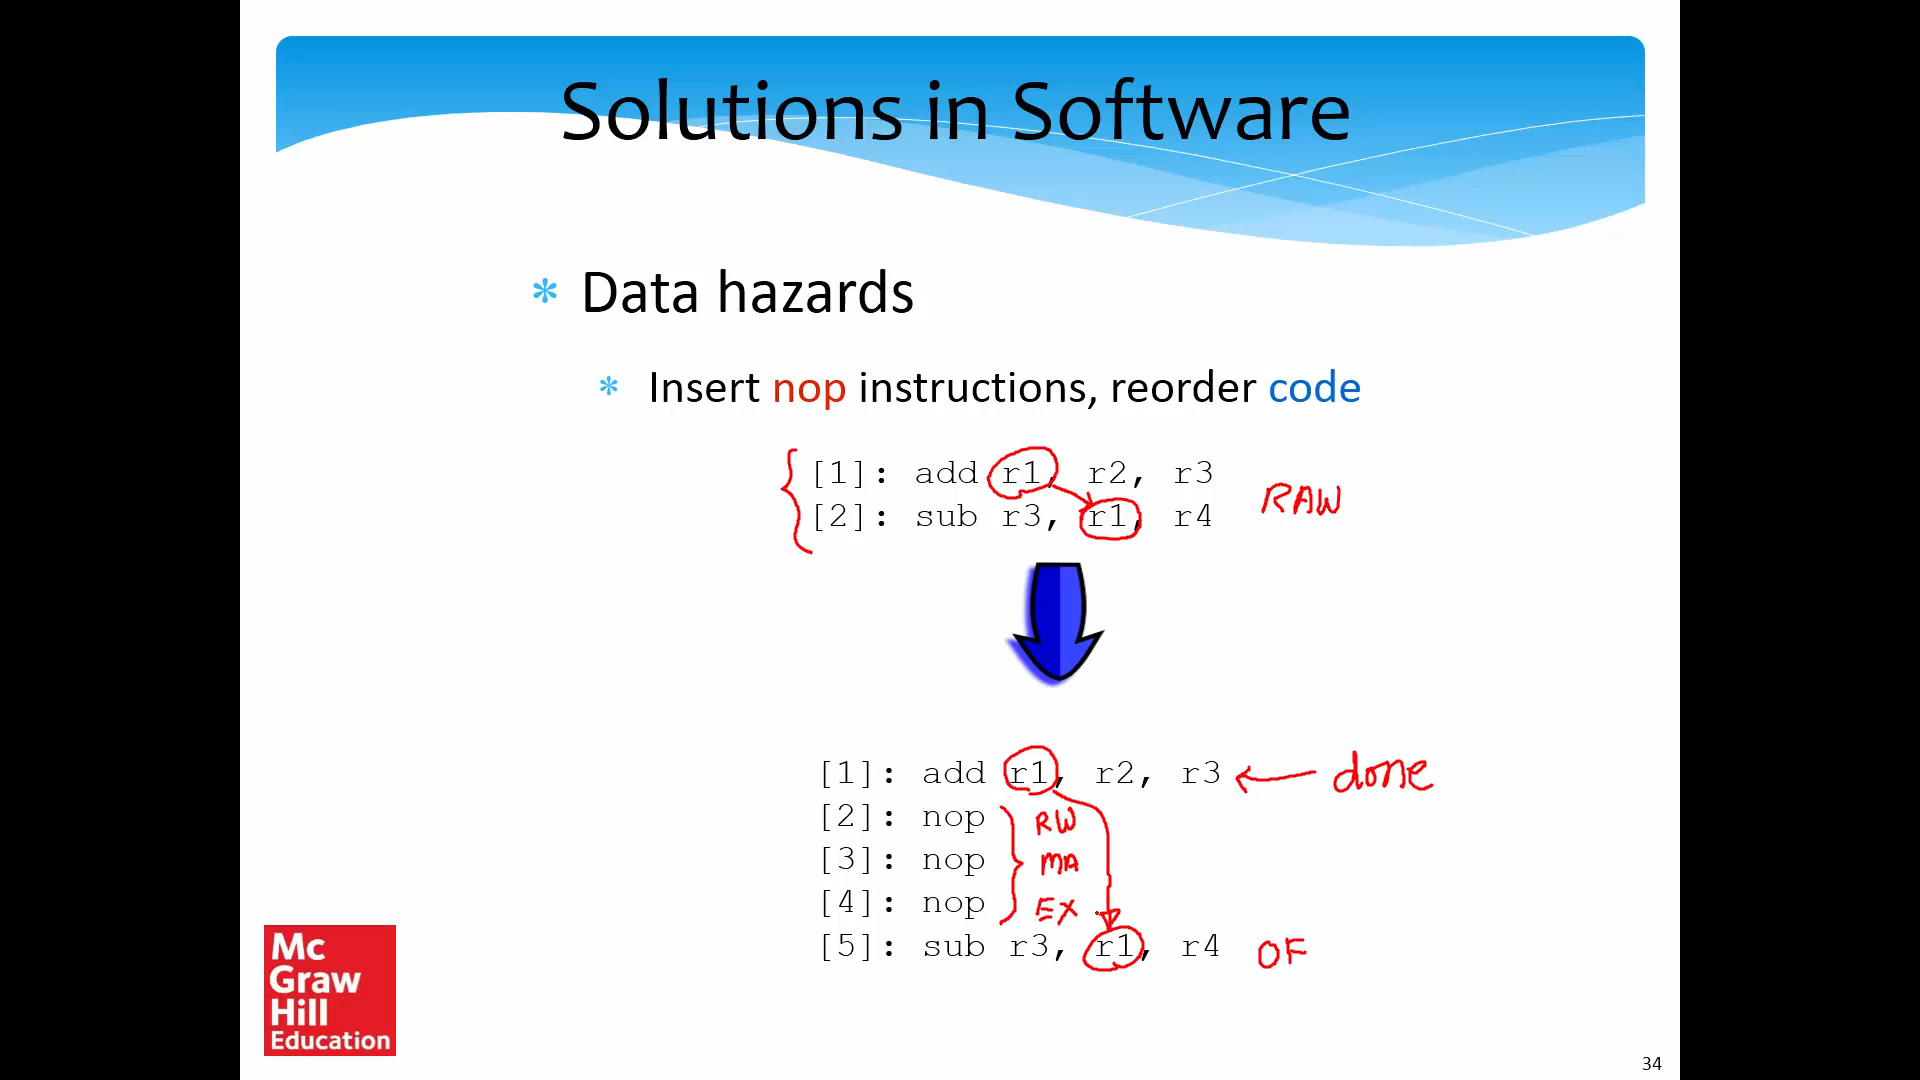 Solutions in Software
* Data hazards
* Insert nop instructions, reorder code
[1]: add r1, r2, r3
[2]: sub r3, r1, r4 RAW
[1]: add r1, r2, r3 ← done
[2]: nop RW
[3]: nop MA
[4]: nop EX
[5]: sub r3, r1, r4 OF
Mc
Graw
Hill
Education
34